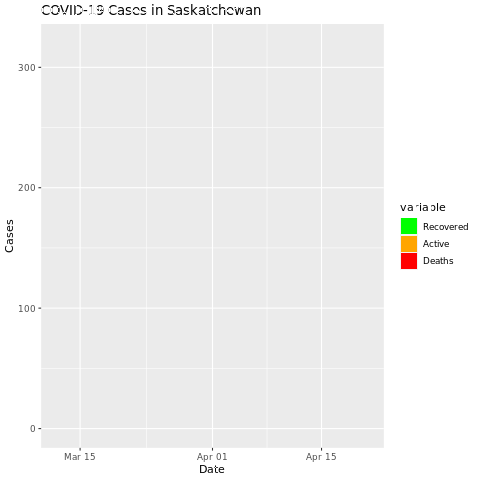 COVID-19 Cases in Saskatchewan
300
200
100
0
Cases
Mar 15
Apr 01
Apr 15
Date
variable
Recovered
Active
Deaths